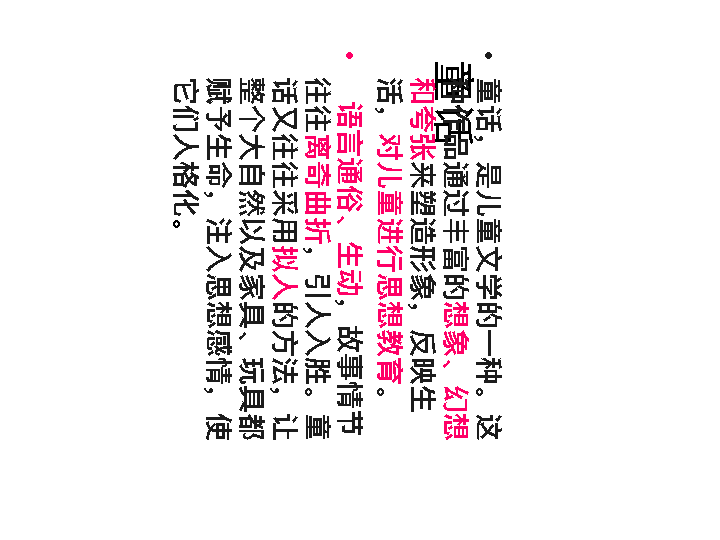 童话
• 童话，是儿童文学的一种。这
种作品通过丰富的想象、幻想
和夸张来塑造形象，反映生
活，对儿童进行思想教育。
• 语言通俗、生动，故事情节
往往离奇曲折，引人入胜。童
话又往往采用拟人的方法，让
整个大自然以及家具、玩具都
赋予生命，注入思想感情，使
它们人格化。